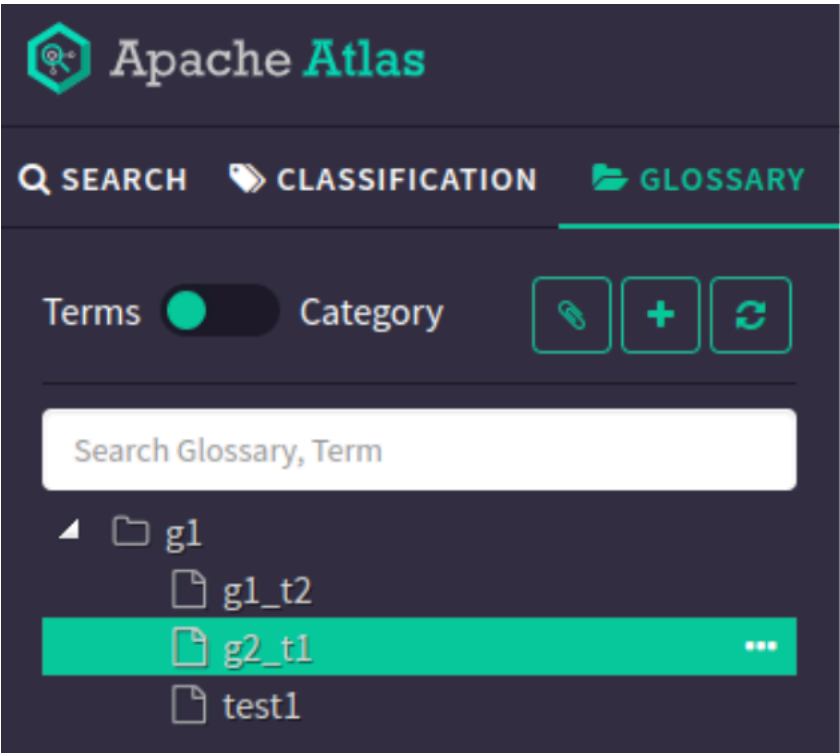 Apache Atlas
SEARCH CLASSIFICATION GLOSSARY
Terms Category
Search Glossary, Term
g1
g1_t2
g2_t1
test1